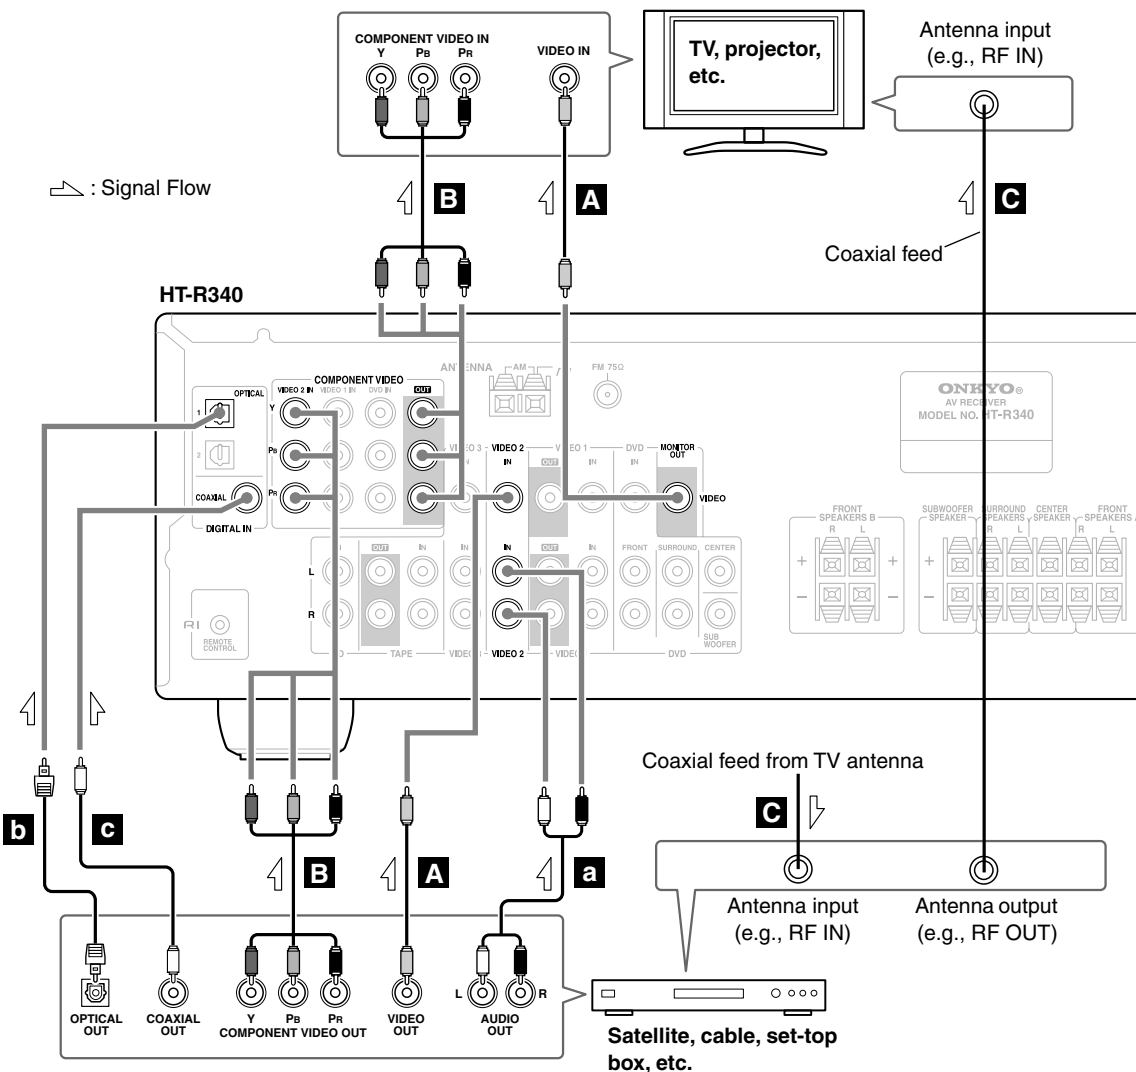 COMPONENT VIDEO IN
Y PB PR
VIDEO IN
TV, projector,
etc.
Antenna input
(e.g., RF IN)
: Signal Flow
B
A
C
Coaxial feed
HT-R340
ANTENNA
AM
FM 75Ω
COMPONENT VIDEO
OPTICAL
VIDEO 2 IN VIDEO 1 IN DVD IN OUT
1
Y
2
PB
COAXIAL
PR
DIGITAL IN
VIDEO 2
DVD
MONITOR
OUT
IN OUT IN IN
VIDEO
ONKYO®
AV RECEIVER
MODEL NO. HT-R340
FRONT
SPEAKERS B
R L
SUBWOOFER
SPEAKER
SURROUND
SPEAKERS
R L
CENTER
SPEAKER
FRONT
SPEAKERS A
R L
+ + +
– – –
OUT IN IN IN OUT IN FRONT SURROUND CENTER
L
R
SUB
WOOFER
TAPE VIDEO 3 VIDEO 2 DVD
RI
REMOTE
CONTROL
b
c
B
A
a
Coaxial feed from TV antenna
C
Antenna input
(e.g., RF IN)
Antenna output
(e.g., RF OUT)
OPTICAL
OUT
COAXIAL
OUT
Y PB PR
COMPONENT VIDEO OUT
VIDEO
OUT
L R
AUDIO
OUT
Satellite, cable, set-top
box, etc.